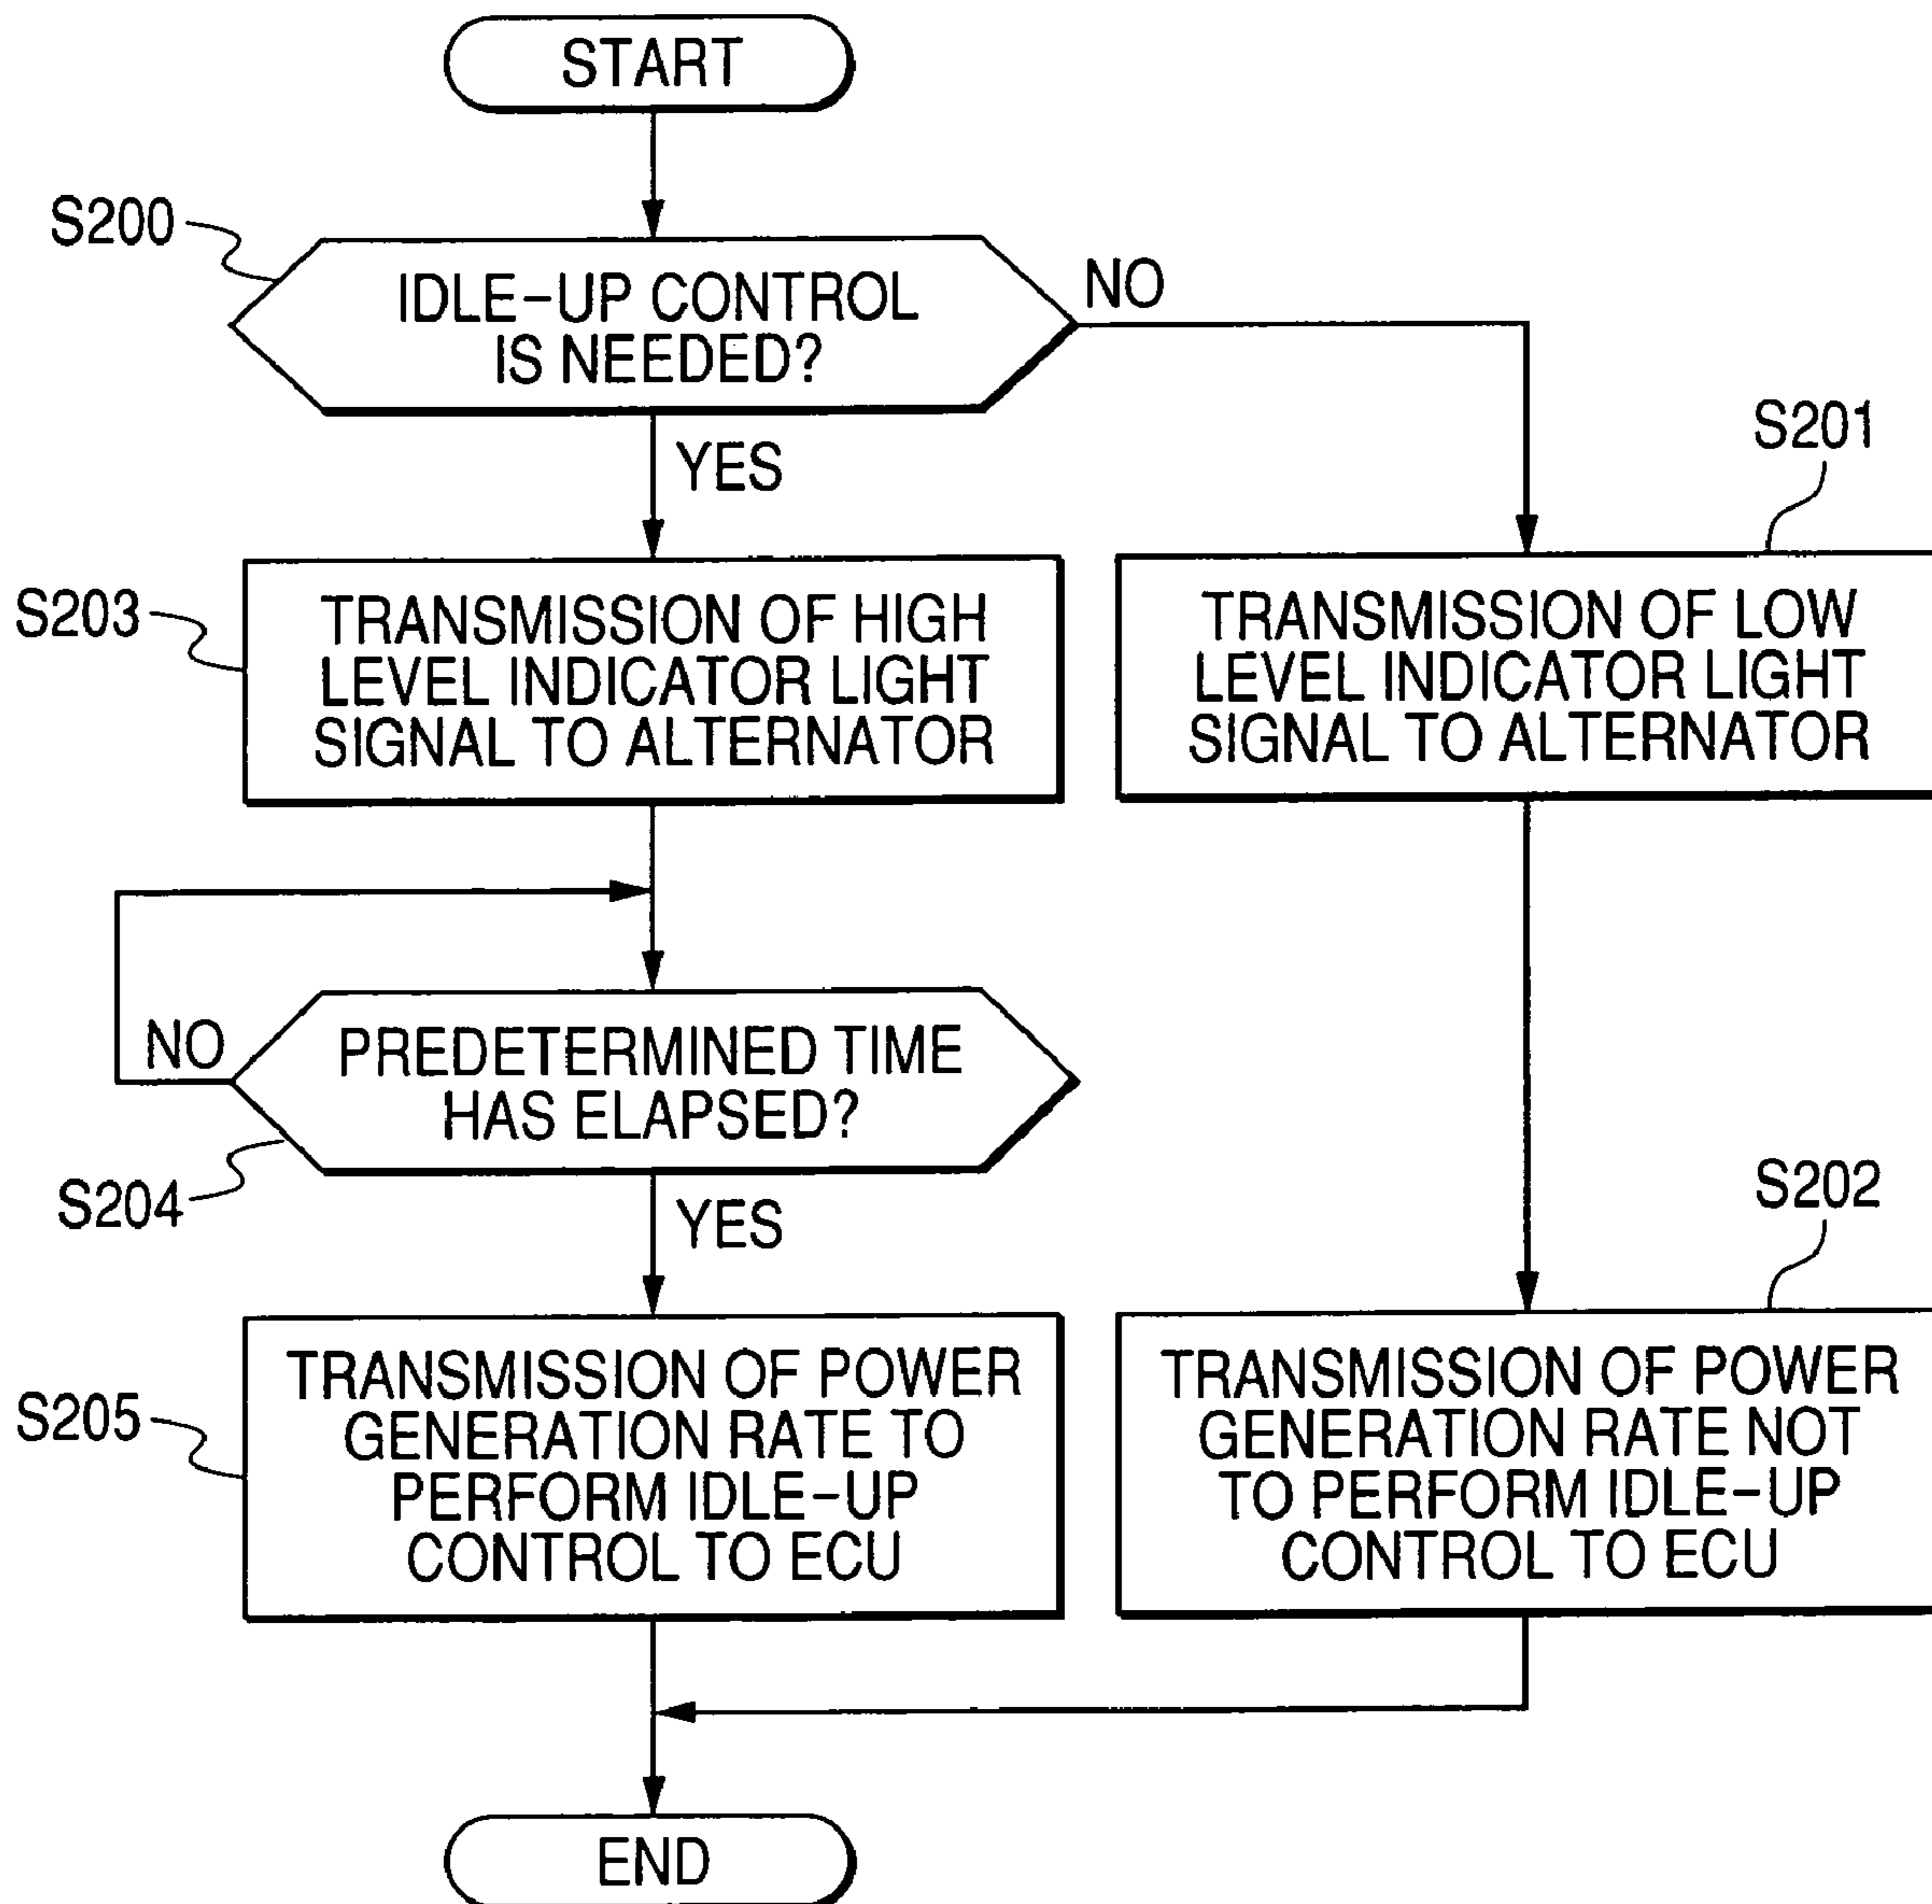 START
S200
IDLE-UP CONTROL
IS NEEDED?
NO
YES
S201
S203
TRANSMISSION OF HIGH
LEVEL INDICATOR LIGHT
SIGNAL TO ALTERNATOR
TRANSMISSION OF LOW
LEVEL INDICATOR LIGHT
SIGNAL TO ALTERNATOR
NO
PREDETERMINED TIME
HAS ELAPSED?
S204
YES
S202
S205
TRANSMISSION OF POWER
GENERATION RATE TO
PERFORM IDLE-UP
CONTROL TO ECU
TRANSMISSION OF POWER
GENERATION RATE NOT
TO PERFORM IDLE-UP
CONTROL TO ECU
END